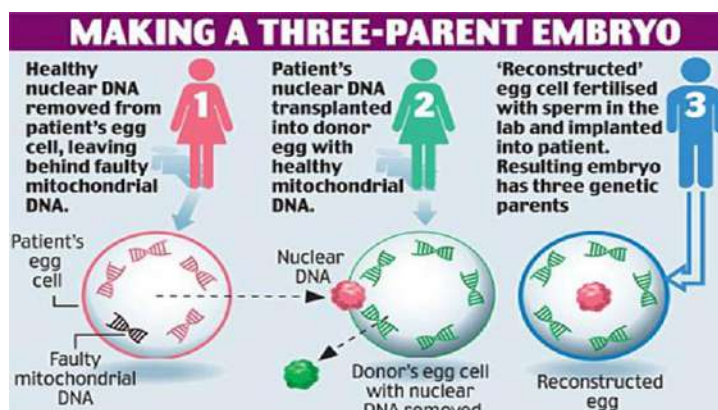 MAKING A THREE-PARENT EMBRYO
Healthy
nuclear DNA
removed from
patient's egg
cell, leaving
behind faulty
mitochondrial
DNA.
1
Patient's
nuclear DNA
transplanted
into donor
egg with
healthy
mitochondrial
DNA.
2
'Reconstructed'
egg cell fertilised
with sperm in the
lab and implanted
into patient.
Resulting embryo
has three genetic
parents
3
Patient's
egg
cell
Faulty
mitochondrial
DNA
Nuclear
DNA
Donor's egg cell
with nuclear
DNA removed
Reconstructed
egg